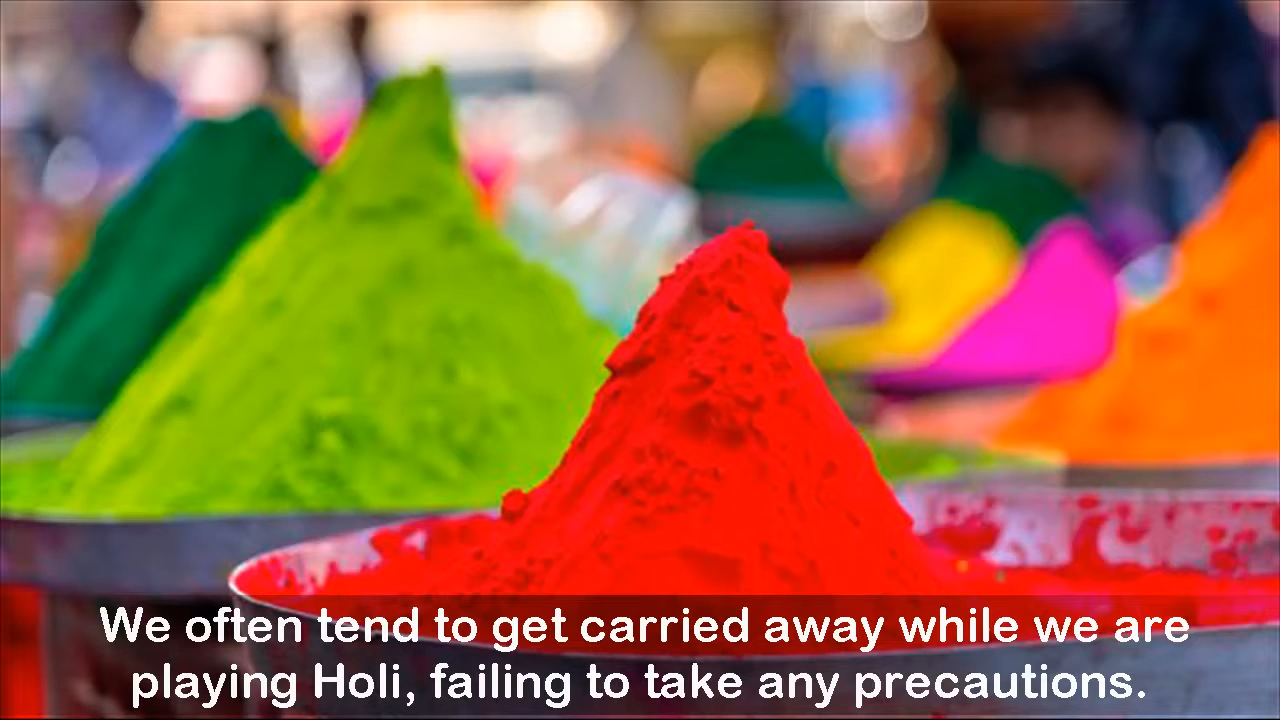 We often tend to get carried away while we are
playing Holi, failing to take any precautions.